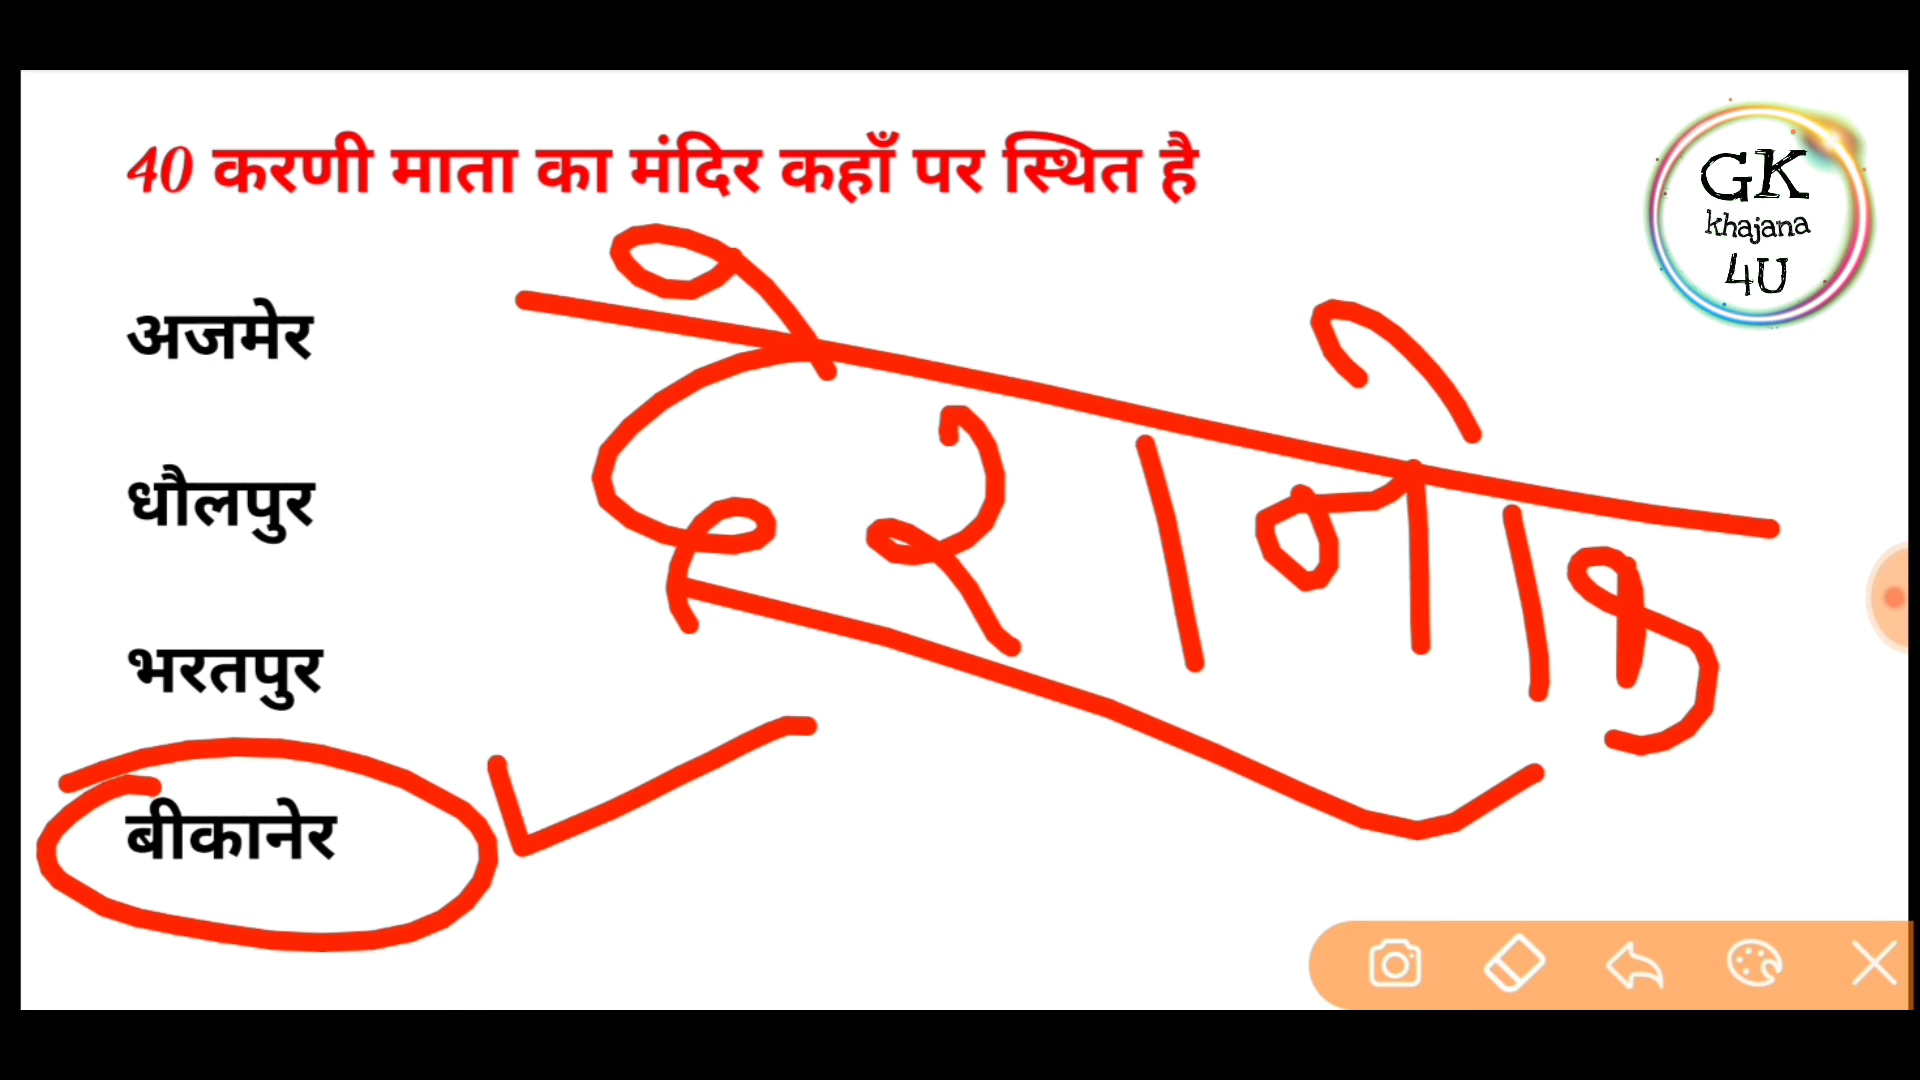 40 करणी माता का मंदिर कहाँ पर स्थित है
GK
khajana
4U
अजमेर
धौलपुर
भरतपुर
बीकानेर
देशनोक